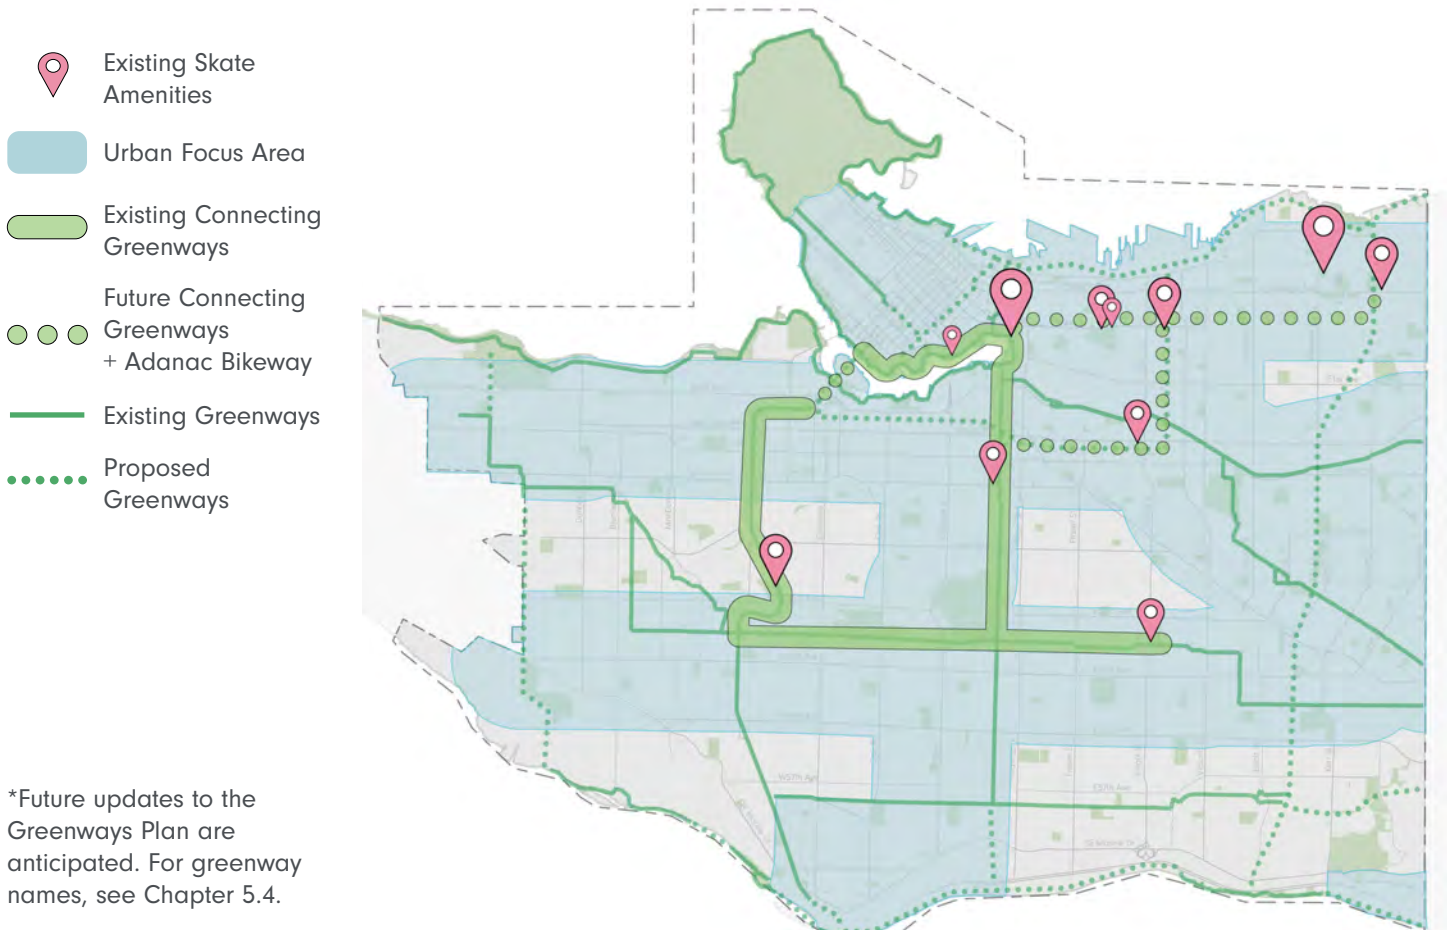 Existing Skate
Amenities
Urban Focus Area
Existing Connecting
Greenways
Future Connecting
Greenways
+ Adanac Bikeway
Existing Greenways
Proposed
Greenways
*Future updates to the
Greenways Plan are
anticipated. For greenway
names, see Chapter 5.4.